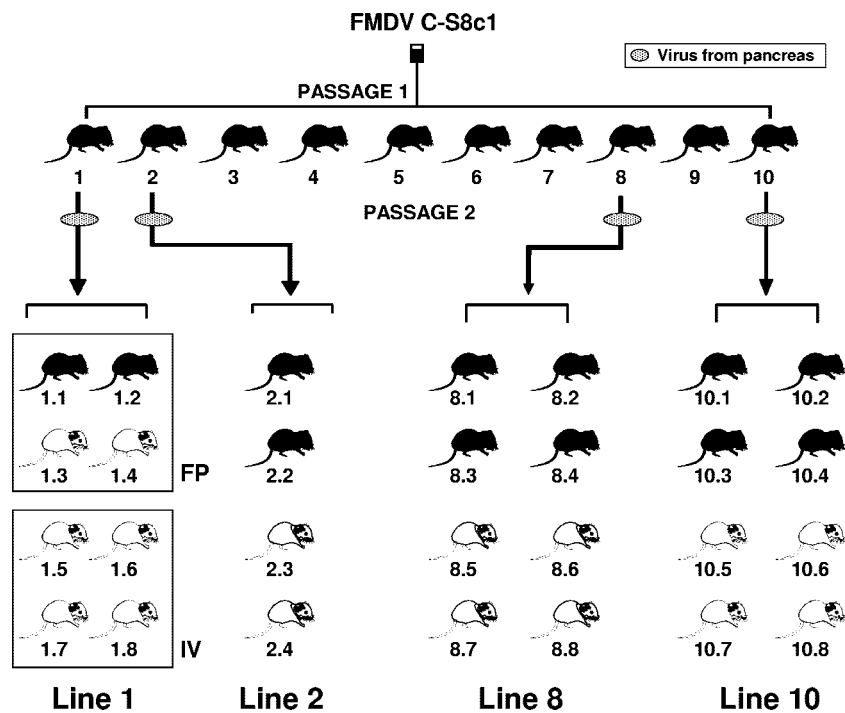 FMDV C-S8c1
Virus from pancreas
PASSAGE 1
1 2 3 4 5 6 7 8 9 10
PASSAGE 2
1.1 1.2 2.1 8.1 8.2 10.1 10.2
1.3 1.4 FP 2.2 8.3 8.4 10.3 10.4
1.5 1.6 2.3 8.5 8.6 10.5 10.6
1.7 1.8 IV 2.4 8.7 8.8 10.7 10.8
Line 1 Line 2 Line 8 Line 10